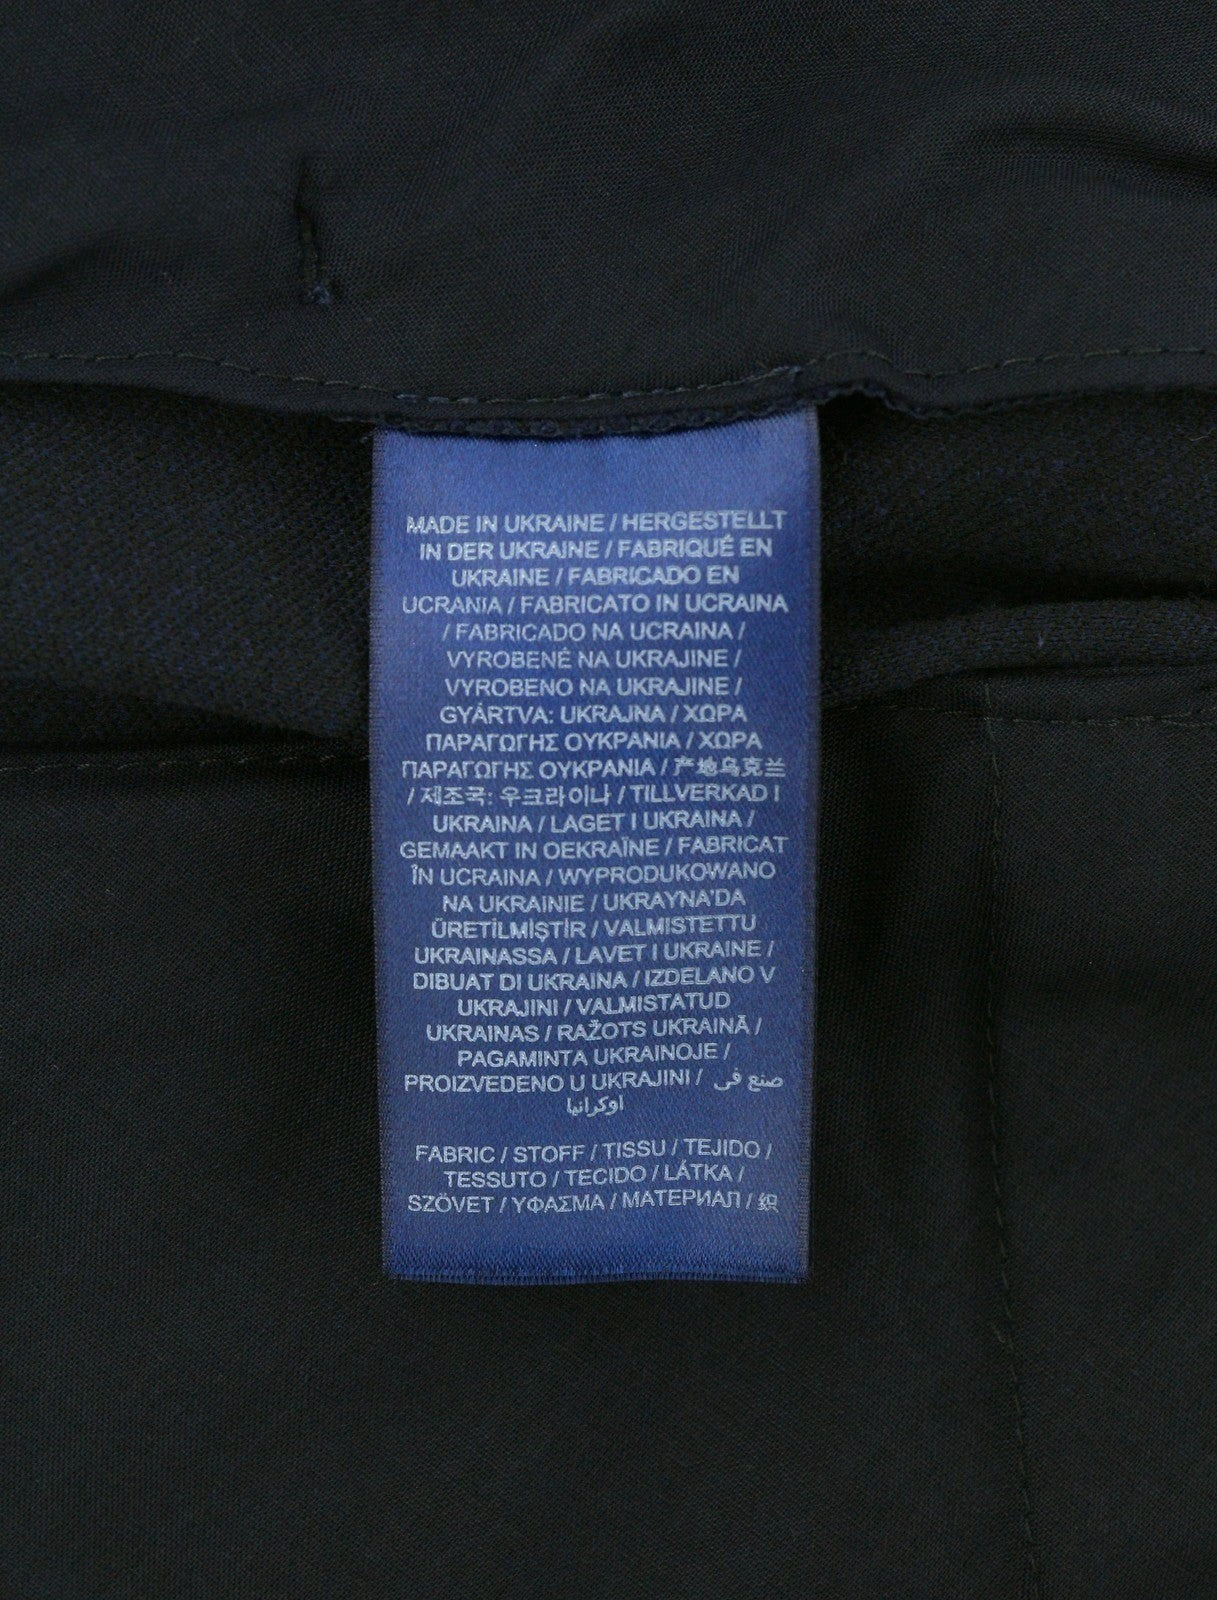 MADE IN UKRAINE / HERGESTELLT
IN DER UKRAINE / FABRIQUÉ EN
UKRAINE / FABRICADO EN
UCRANIA / FABRICATO IN UCRAINA
/ FABRICADO NA UCRAINA /
VYROBENÉ NA UKRAJINE /
VYROBENO NA UKRAJINE /
GYÁRTVA: UKRAJNA / ΧΩΡΑ
ΠΑΡΑΓΩΓΗΣ ΟΥΚΡΑΝΙΑ / ΧΩΡΑ
ΠΑΡΑΓΩΓΗΣ ΟΥΚΡΑΝΙΑ / 产地乌克兰
/ 제조국: 우크라이나 / TILLVERKAD I
UKRAINA / LAGET I UKRAINA /
GEMAAKT IN OEKRAÏNE / FABRICAT
ÎN UCRAINA / WYPRODUKOWANO
NA UKRAINIE / UKRAYNA'DA
ÜRETİLMİŞTİR / VALMISTETTU
UKRAINASSA / LAVET I UKRAINE /
DIBUAT DI UKRAINA / IZDELANO V
UKRAJINI / VALMISTATUD
UKRAINAS / RAŽOTS UKRAINĀ /
PAGAMINTA UKRAINOJE /
PROIZVEDENO U UKRAJINI / صنع في
اوكرانيا
FABRIC / STOFF / TISSU / TEJIDO /
TESSUTO / TECIDO / LÁTKA /
SZÖVET / ΥΦΑΣΜΑ / МАТЕРИАЛ / 织